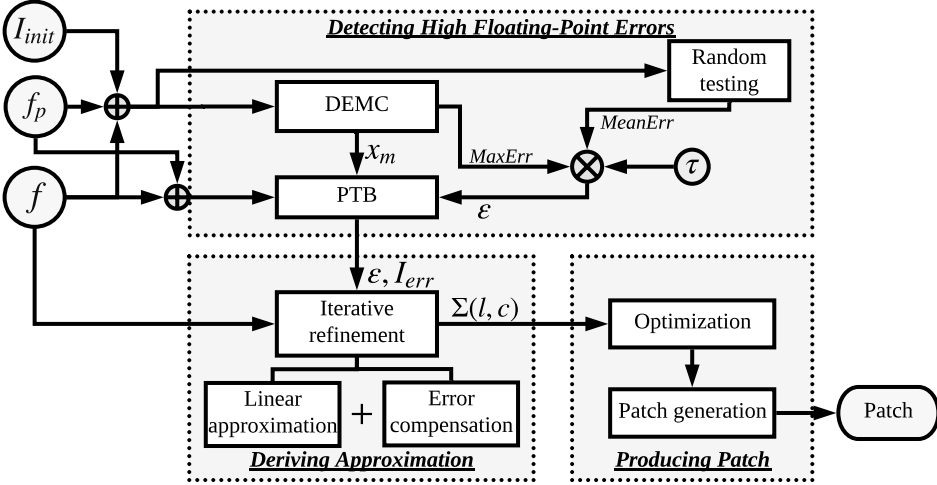 I_init
Detecting High Floating-Point Errors
Random
testing
f_p
DEMC
MeanErr
x_m
MaxErr
τ
f
PTB
ε
ε, I_err
Iterative
refinement
Σ(l, c)
Optimization
Linear
approximation
+
Error
compensation
Patch generation
Patch
Deriving Approximation
Producing Patch